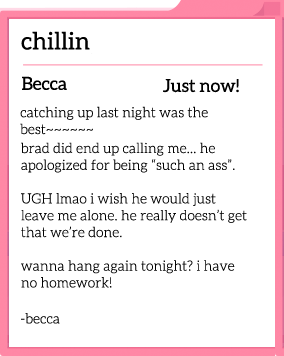 chillin
Becca Just now!
catching up last night was the
best~~~~~~
brad did end up calling me... he
apologized for being “such an ass”.
UGH lmao i wish he would just
leave me alone. he really doesn’t get
that we’re done.
wanna hang again tonight? i have
no homework!
-becca